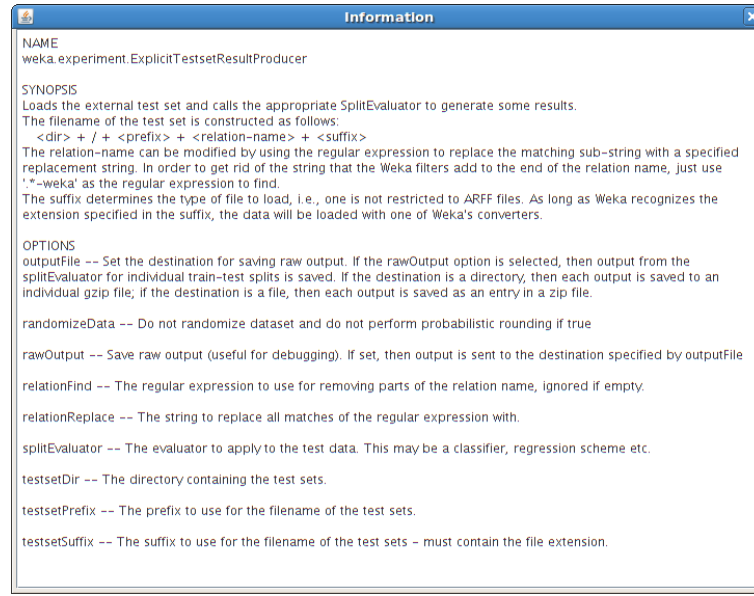 Information
NAME
weka.experiment.ExplicitTestsetResultProducer
SYNOPSIS
Loads the external test set and calls the appropriate SplitEvaluator to generate some results.
The filename of the test set is constructed as follows:
<dir> + / + <prefix> + <relation-name> + <suffix>
The relation-name can be modified by using the regular expression to replace the matching sub-string with a specified
replacement string. In order to get rid of the string that the Weka filters add to the end of the relation name, just use
'.*-weka' as the regular expression to find.
The suffix determines the type of file to load, i.e., one is not restricted to ARFF files. As long as Weka recognizes the
extension specified in the suffix, the data will be loaded with one of Weka's converters.
OPTIONS
outputFile -- Set the destination for saving raw output. If the rawOutput option is selected, then output from the
splitEvaluator for individual train-test splits is saved. If the destination is a directory, then each output is saved to an
individual gzip file; if the destination is a file, then each output is saved as an entry in a zip file.
randomizeData -- Do not randomize dataset and do not perform probabilistic rounding if true
rawOutput -- Save raw output (useful for debugging). If set, then output is sent to the destination specified by outputFile
relationFind -- The regular expression to use for removing parts of the relation name, ignored if empty.
relationReplace -- The string to replace all matches of the regular expression with.
splitEvaluator -- The evaluator to apply to the test data. This may be a classifier, regression scheme etc.
testsetDir -- The directory containing the test sets.
testsetPrefix -- The prefix to use for the filename of the test sets.
testsetSuffix -- The suffix to use for the filename of the test sets - must contain the file extension.